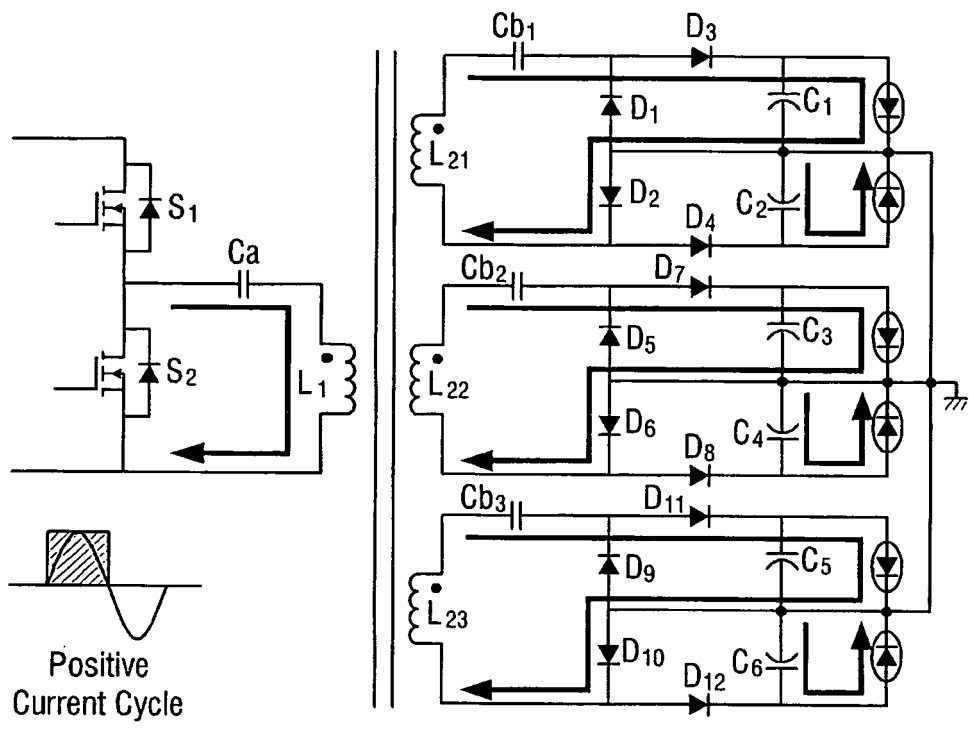 Cb1
D3
D1
C1
L21
D2
C2
D4
S1
Ca
Cb2
D7
D5
C3
S2
L1
L22
D6
C4
D8
Cb3
D11
D9
C5
L23
D10
C6
D12
Positive
Current Cycle